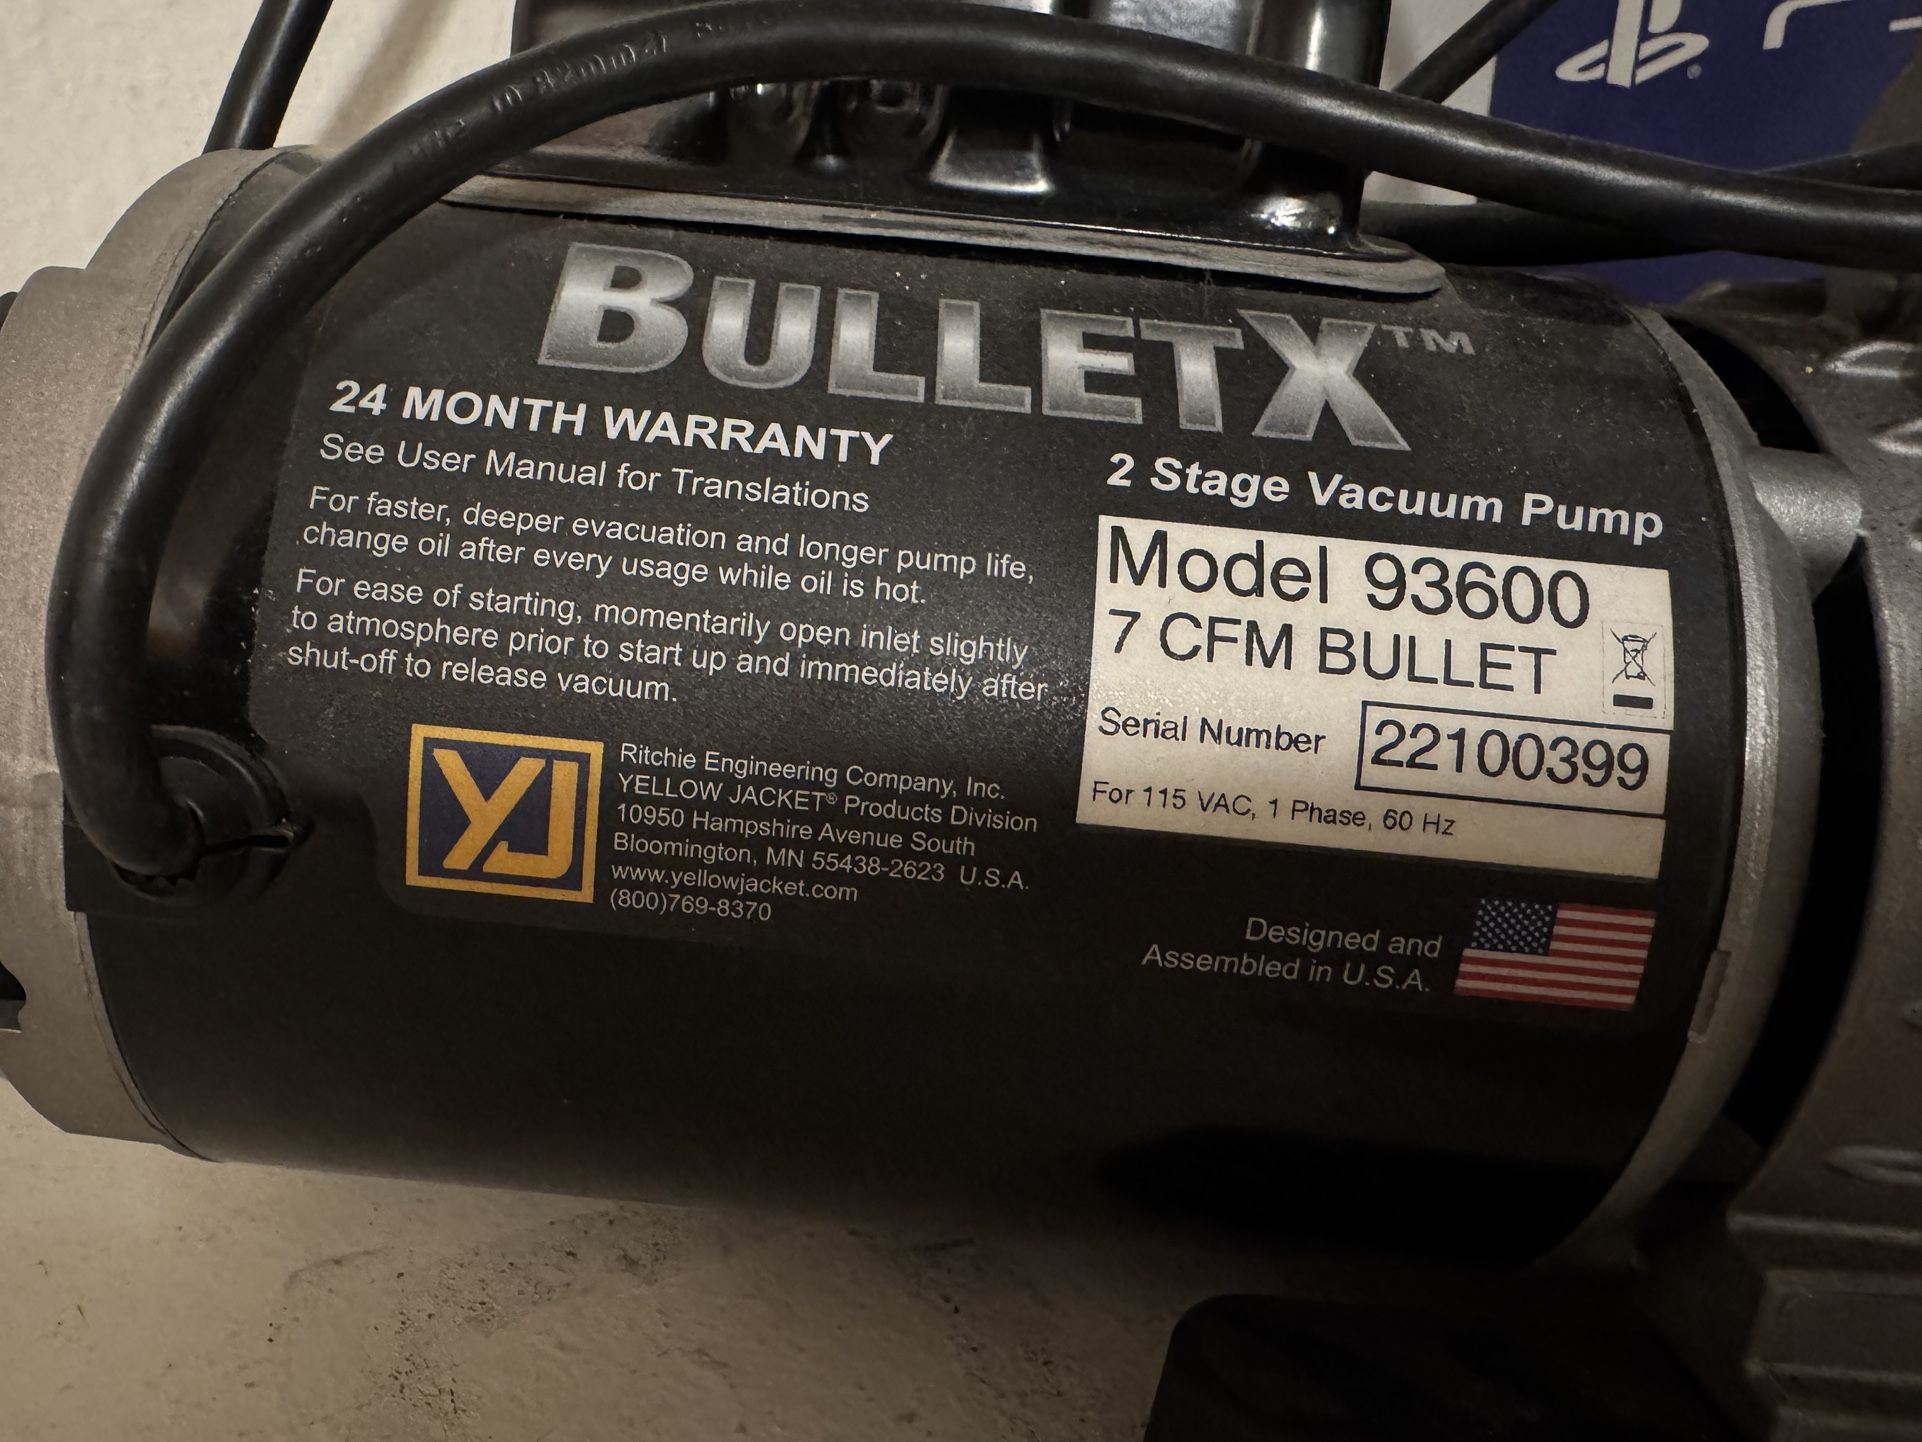 BULLETX™
24 MONTH WARRANTY
See User Manual for Translations
For faster, deeper evacuation and longer pump life,
change oil after every usage while oil is hot.
For ease of starting, momentarily open inlet slightly
to atmosphere prior to start up and immediately after
shut-off to release vacuum.
YJ
Ritchie Engineering Company, Inc.
YELLOW JACKET® Products Division
10950 Hampshire Avenue South
Bloomington, MN 55438-2623 U.S.A.
www.yellowjacket.com
(800)769-8370
2 Stage Vacuum Pump
Model 93600
7 CFM BULLET
Serial Number 22100399
For 115 VAC, 1 Phase, 60 Hz
Designed and
Assembled in U.S.A.